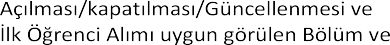 Açılması/kapatılması/Güncellenmesi ve
İlk Öğrenci Alımı uygun görülen Bölüm ve